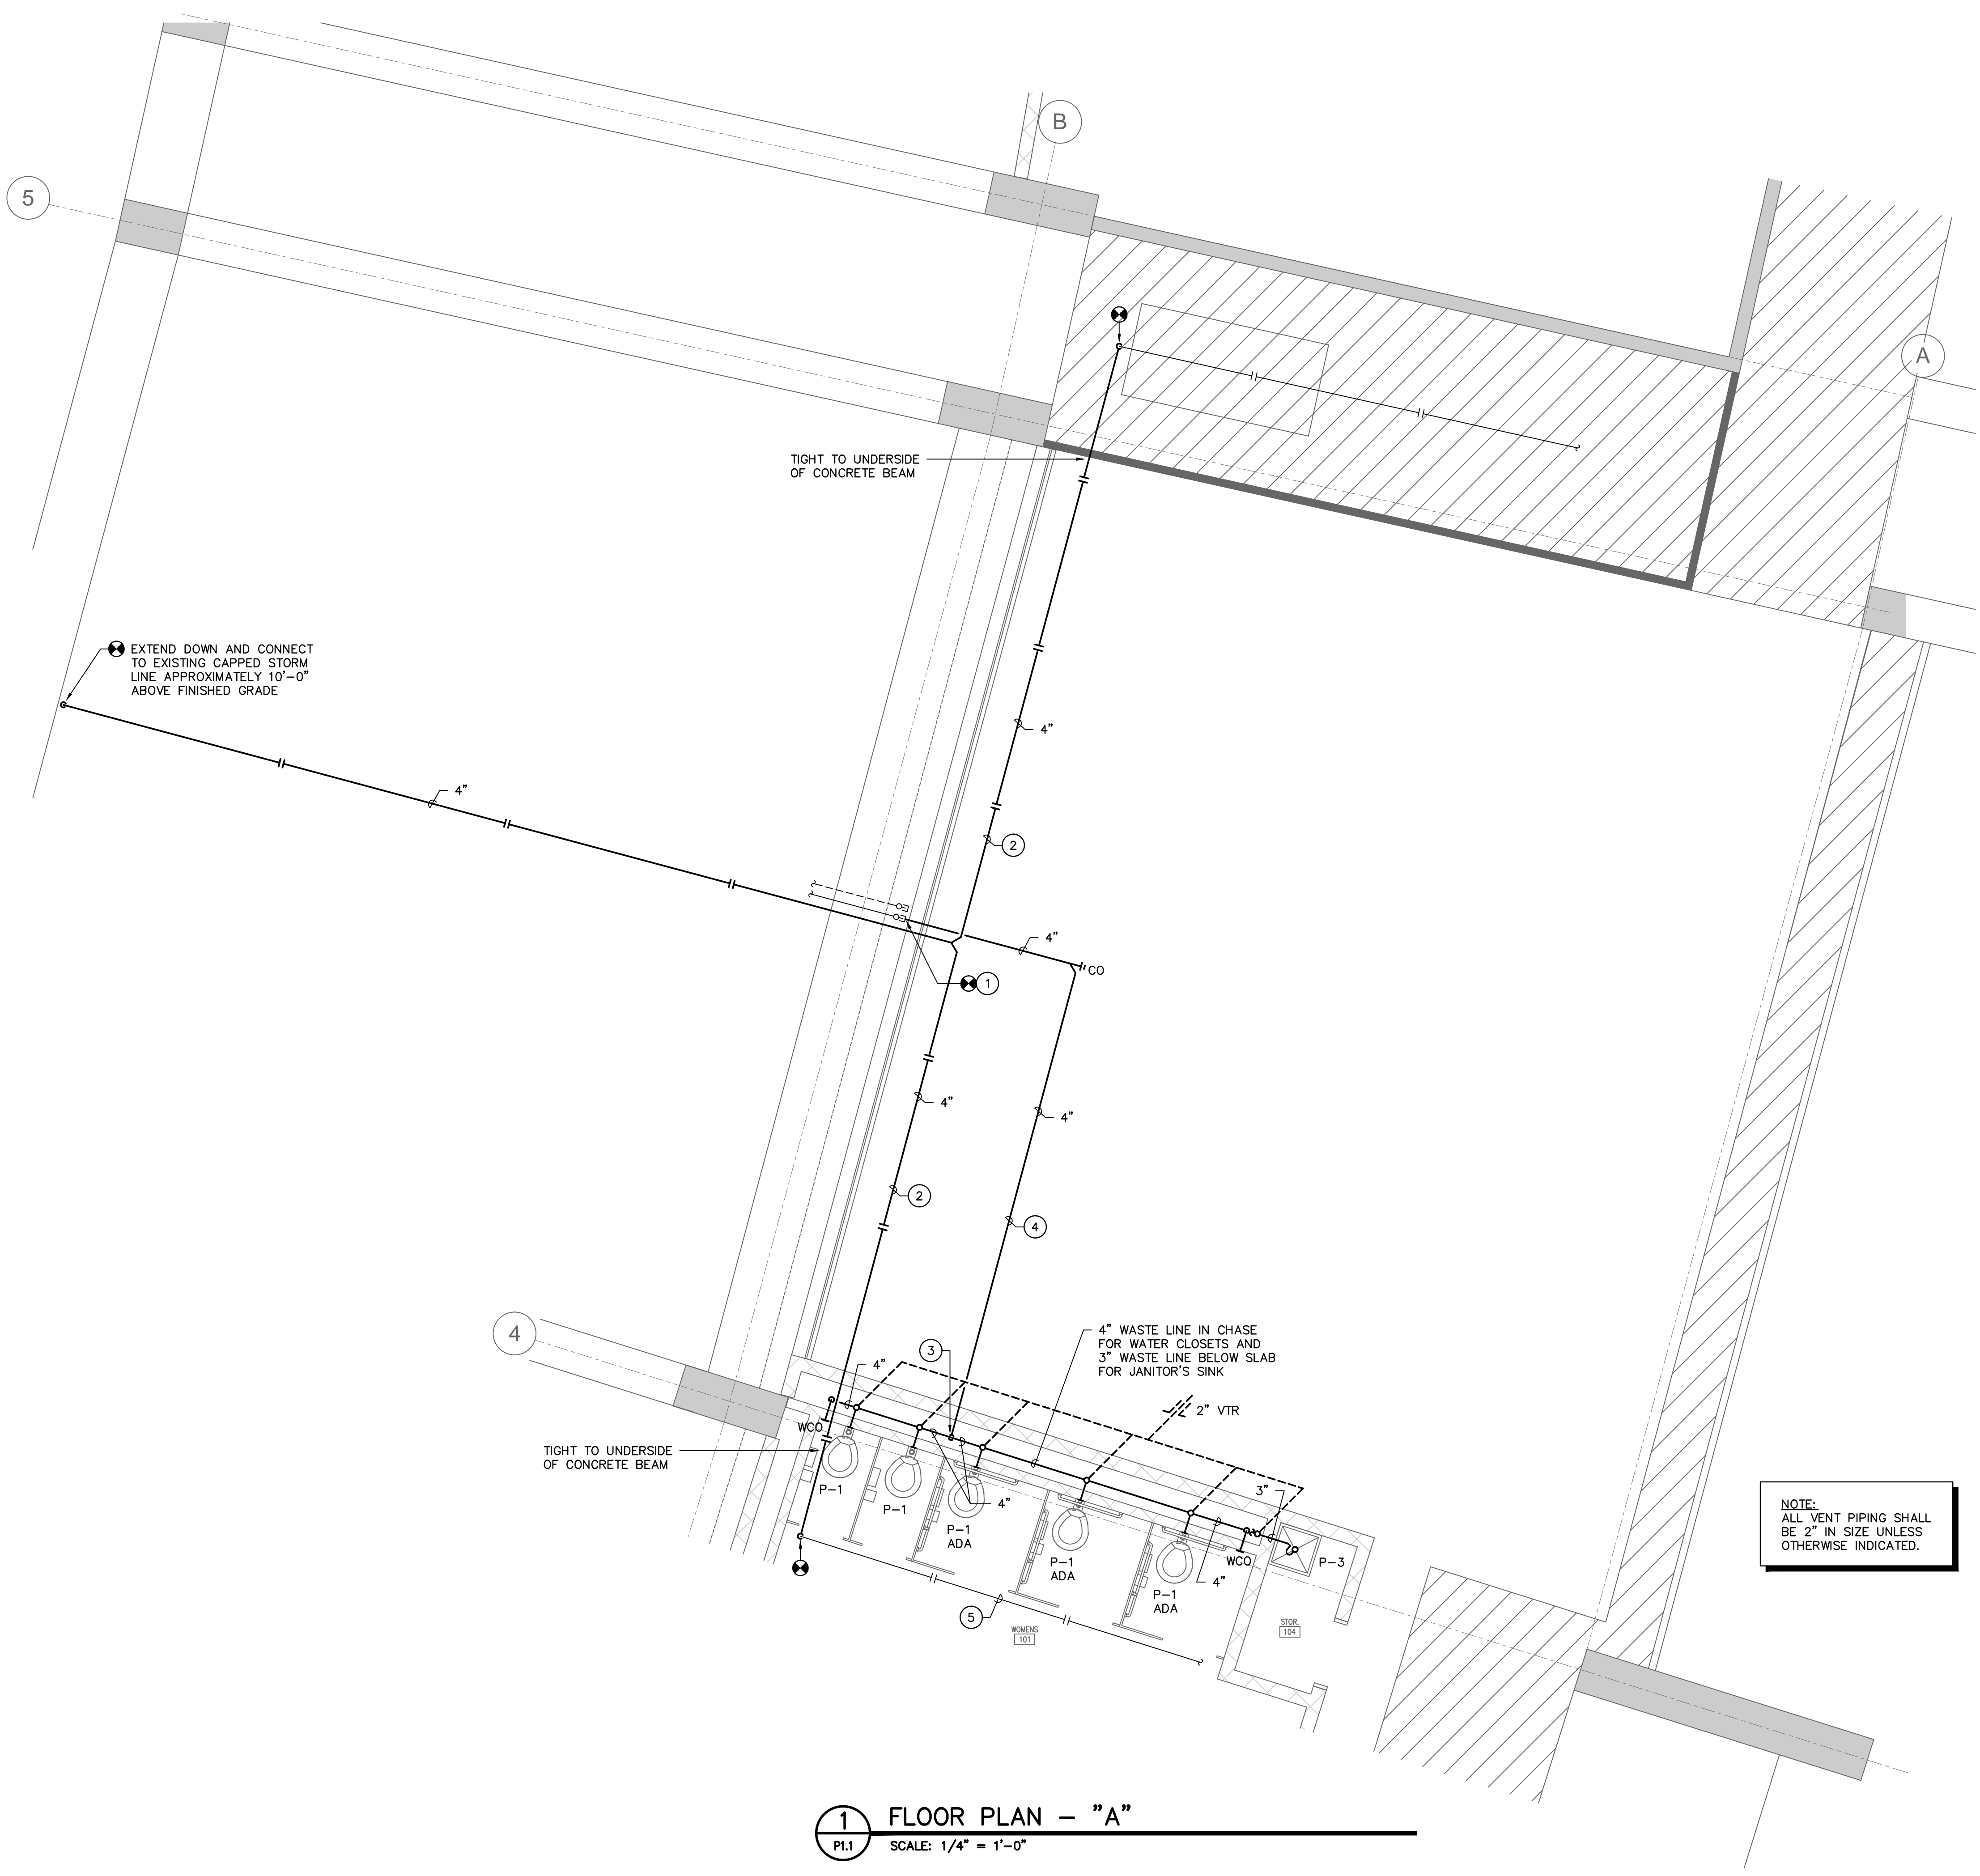 B
5
A
TIGHT TO UNDERSIDE
OF CONCRETE BEAM
EXTEND DOWN AND CONNECT
TO EXISTING CAPPED STORM
LINE APPROXIMATELY 10'-0"
ABOVE FINISHED GRADE
4"
4"
2
4"
CO
1
4"
4"
2
4
4
3
4"
4" WASTE LINE IN CHASE
FOR WATER CLOSETS AND
3" WASTE LINE BELOW SLAB
FOR JANITOR'S SINK
2" VTR
WCO
TIGHT TO UNDERSIDE
OF CONCRETE BEAM
P-1
P-1
4"
3"
P-1
ADA
P-1
ADA
WCO
P-3
4"
P-1
ADA
5
WOMENS
101
STOR.
104
NOTE:
ALL VENT PIPING SHALL
BE 2" IN SIZE UNLESS
OTHERWISE INDICATED.
1
P1.1
FLOOR PLAN - "A"
SCALE: 1/4" = 1'-0"